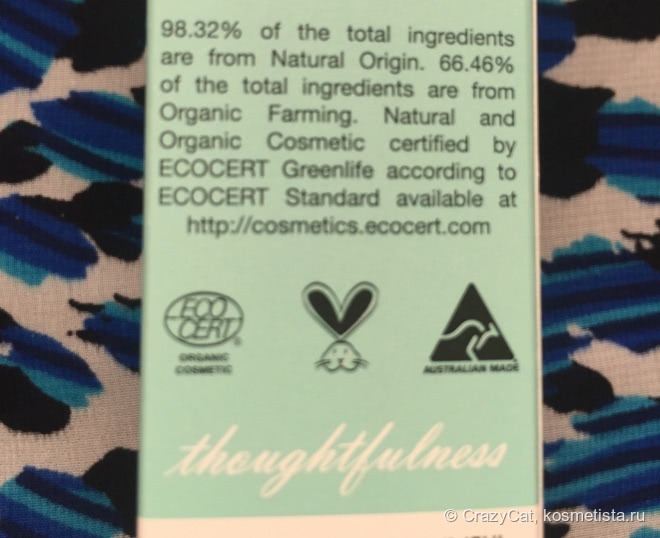 98.32% of the total ingredients
are from Natural Origin. 66.46%
of the total ingredients are from
Organic Farming. Natural and
Organic Cosmetic certified by
ECOCERT Greenlife according to
ECOCERT Standard available at
http://cosmetics.ecocert.com
ECO
CERT®
ORGANIC
COSMETIC
AUSTRALIAN MADE
thoughtfulness
© CrazyCat, kosmetista.ru